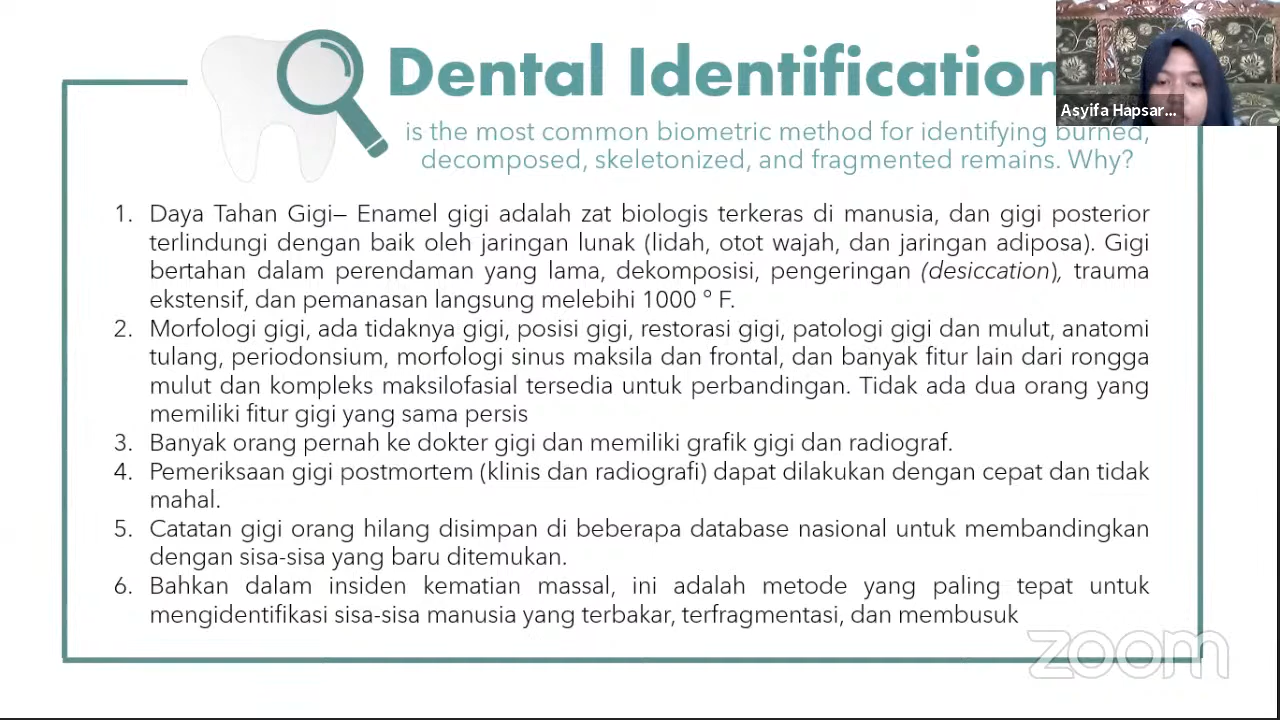 Dental Identification
Asyifa Hapsar...
is the most common biometric method for identifying burned,
decomposed, skeletonized, and fragmented remains. Why?
1. Daya Tahan Gigi– Enamel gigi adalah zat biologis terkeras di manusia, dan gigi posterior
terlindungi dengan baik oleh jaringan lunak (lidah, otot wajah, dan jaringan adiposa). Gigi
bertahan dalam perendaman yang lama, dekomposisi, pengeringan (desiccation), trauma
ekstensif, dan pemanasan langsung melebihi 1000 ° F.
2. Morfologi gigi, ada tidaknya gigi, posisi gigi, restorasi gigi, patologi gigi dan mulut, anatomi
tulang, periodonsium, morfologi sinus maksila dan frontal, dan banyak fitur lain dari rongga
mulut dan kompleks maksilofasial tersedia untuk perbandingan. Tidak ada dua orang yang
memiliki fitur gigi yang sama persis
3. Banyak orang pernah ke dokter gigi dan memiliki grafik gigi dan radiograf.
4. Pemeriksaan gigi postmortem (klinis dan radiografi) dapat dilakukan dengan cepat dan tidak
mahal.
5. Catatan gigi orang hilang disimpan di beberapa database nasional untuk membandingkan
dengan sisa-sisa yang baru ditemukan.
6. Bahkan dalam insiden kematian massal, ini adalah metode yang paling tepat untuk
mengidentifikasi sisa-sisa manusia yang terbakar, terfragmentasi, dan membusuk
zoom